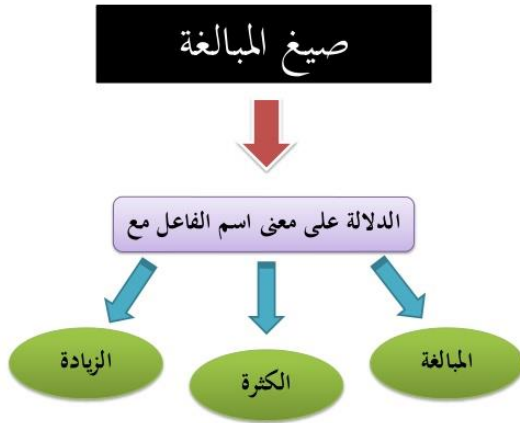 صيغ المبالغة
الدلالة على معنى اسم الفاعل مع
المبالغة
الكثرة
الزيادة